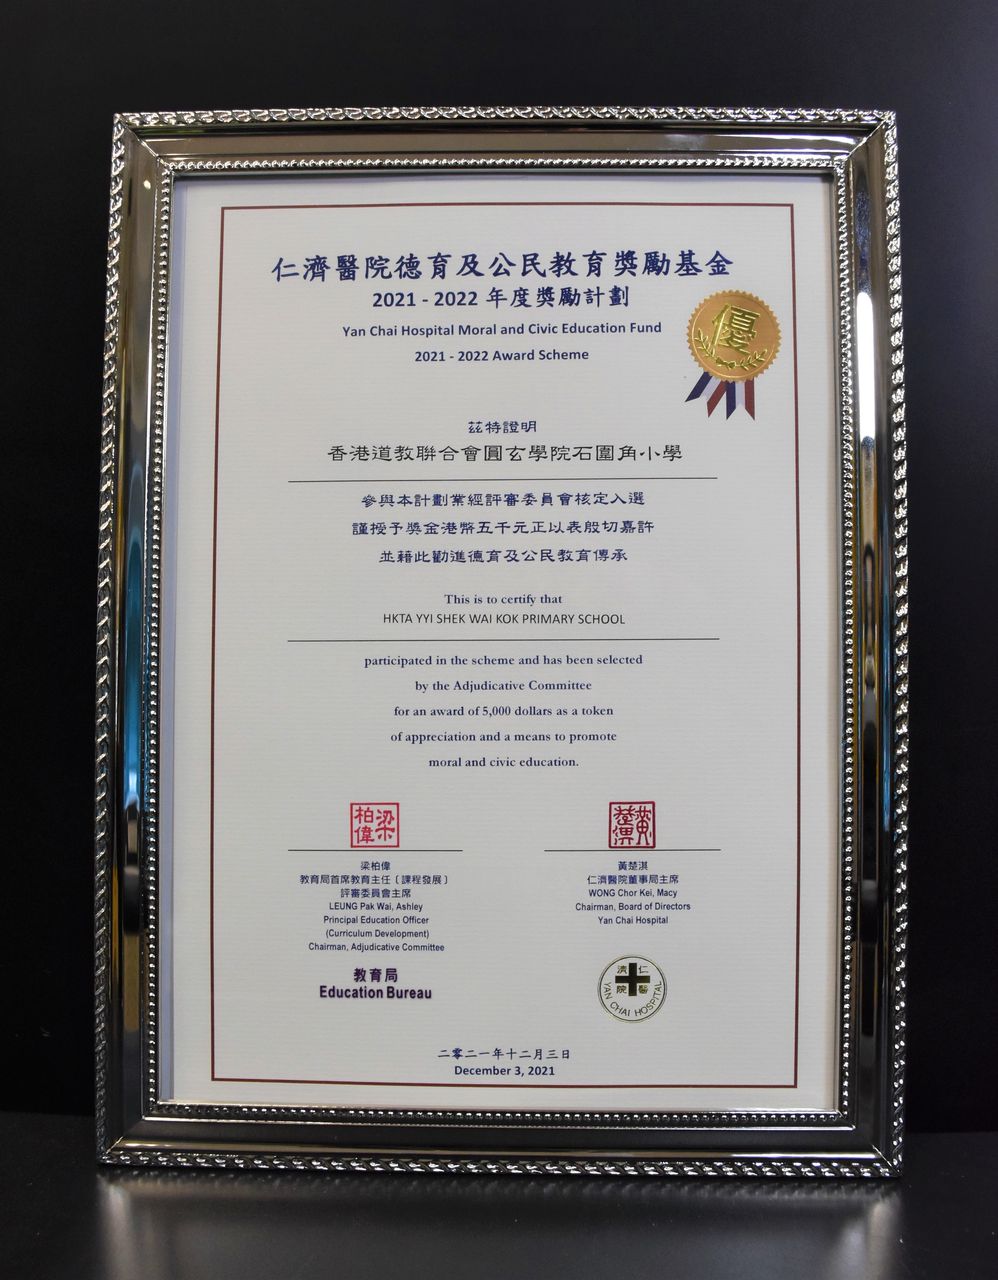 仁濟醫院德育及公民教育獎勵基金
2021 - 2022 年度獎勵計劃
Yan Chai Hospital Moral and Civic Education Fund
2021 - 2022 Award Scheme
優
茲特證明
香港道教聯合會圓玄學院石圍角小學
參與本計劃業經評審委員會核定入選
謹授予獎金港幣五千元正以表殷切嘉許
並藉此勸進德育及公民教育傳承
This is to certify that
HKTA YYI SHEK WAI KOK PRIMARY SCHOOL
participated in the scheme and has been selected
by the Adjudicative Committee
for an award of 5,000 dollars as a token
of appreciation and a means to promote
moral and civic education.
梁柏偉
黃楚淇
梁柏偉
教育局首席教育主任〔課程發展〕
評審委員會主席
LEUNG Pak Wai, Ashley
Principal Education Officer
(Curriculum Development)
Chairman, Adjudicative Committee
教育局
Education Bureau
黃楚淇
仁濟醫院董事局主席
WONG Chor Kei, Macy
Chairman, Board of Directors
Yan Chai Hospital
仁濟醫院
YAN CHAI HOSPITAL
二零二一年十二月三日
December 3, 2021